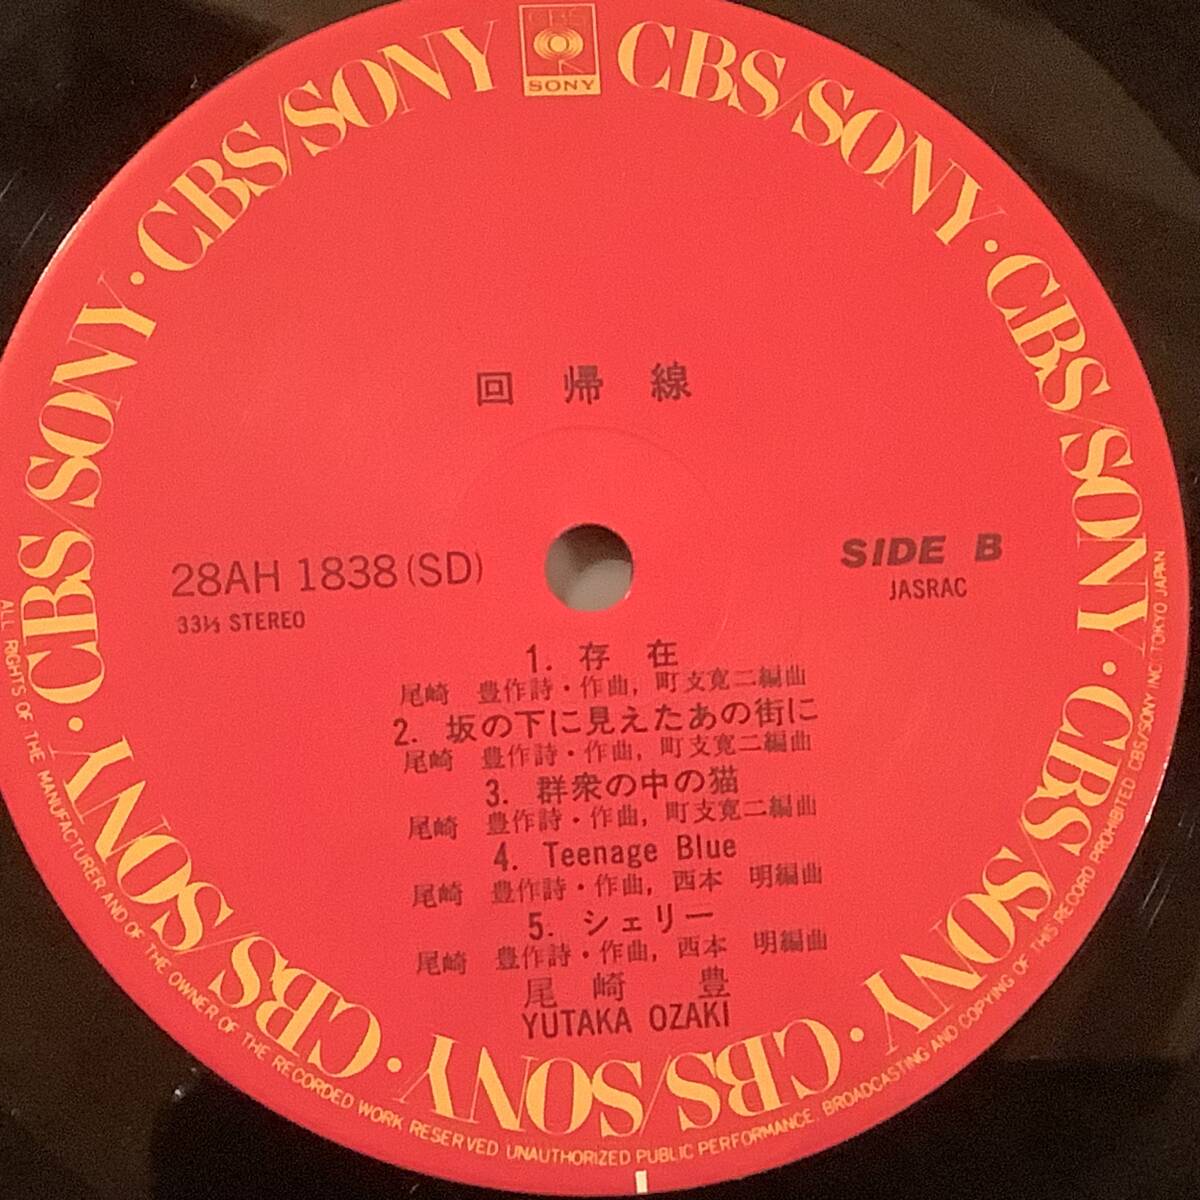 CBS
SONY
CBS/SONY · CBS/SONY · CBS/SONY · CBS/SONY · CBS/SONY · CBS/SONY · CBS/SONY · CBS/SONY · CBS/SONY
回帰線
28AH 1838 (SD)
33⅓ STEREO
SIDE B
JASRAC
1. 存在
尾崎 豊作詩・作曲, 町支寛二編曲
2. 坂の下に見えたあの街に
尾崎 豊作詩・作曲, 町支寛二編曲
3. 群衆の中の猫
尾崎 豊作詩・作曲, 町支寛二編曲
4. Teenage Blue
尾崎 豊作詩・作曲, 西本 明編曲
5. シェリー
尾崎 豊作詩・作曲, 西本 明編曲
尾崎 豊
YUTAKA OZAKI
ALL RIGHTS OF THE MANUFACTURER AND OF THE OWNER OF THE RECORDED WORK RESERVED UNAUTHORIZED PUBLIC PERFORMANCE. BROADCASTING AND COPYING OF THIS RECORD PROHIBITED CBS/SONY INC. TOKYO JAPAN